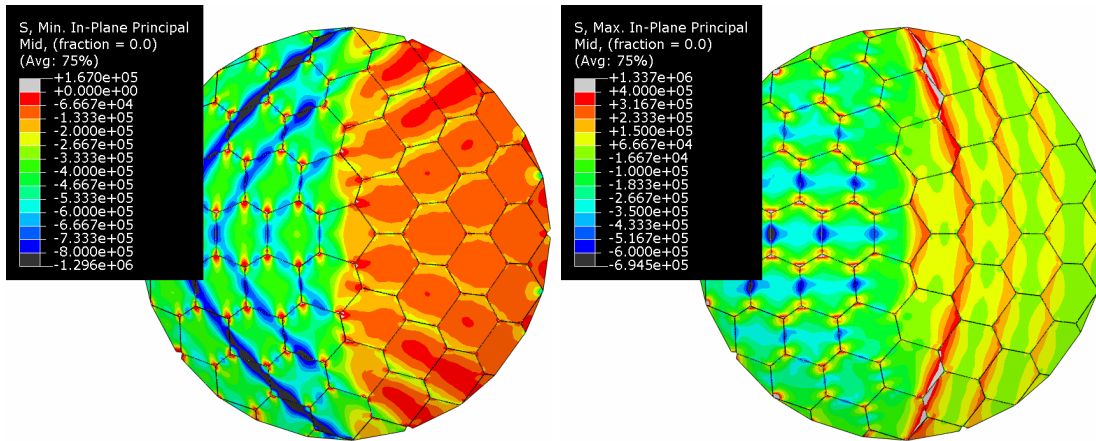 S, Min. In-Plane Principal
Mid, (fraction = 0.0)
(Avg: 75%)
+1.670e+05
+0.000e+00
-6.667e+04
-1.333e+05
-2.000e+05
-2.667e+05
-3.333e+05
-4.000e+05
-4.667e+05
-5.333e+05
-6.000e+05
-6.667e+05
-7.333e+05
-8.000e+05
-1.296e+06
S, Max. In-Plane Principal
Mid, (fraction = 0.0)
(Avg: 75%)
+1.337e+06
+4.000e+05
+3.167e+05
+2.333e+05
+1.500e+05
+6.667e+04
-1.667e+04
-1.000e+05
-1.833e+05
-2.667e+05
-3.500e+05
-4.333e+05
-5.167e+05
-6.000e+05
-6.945e+05